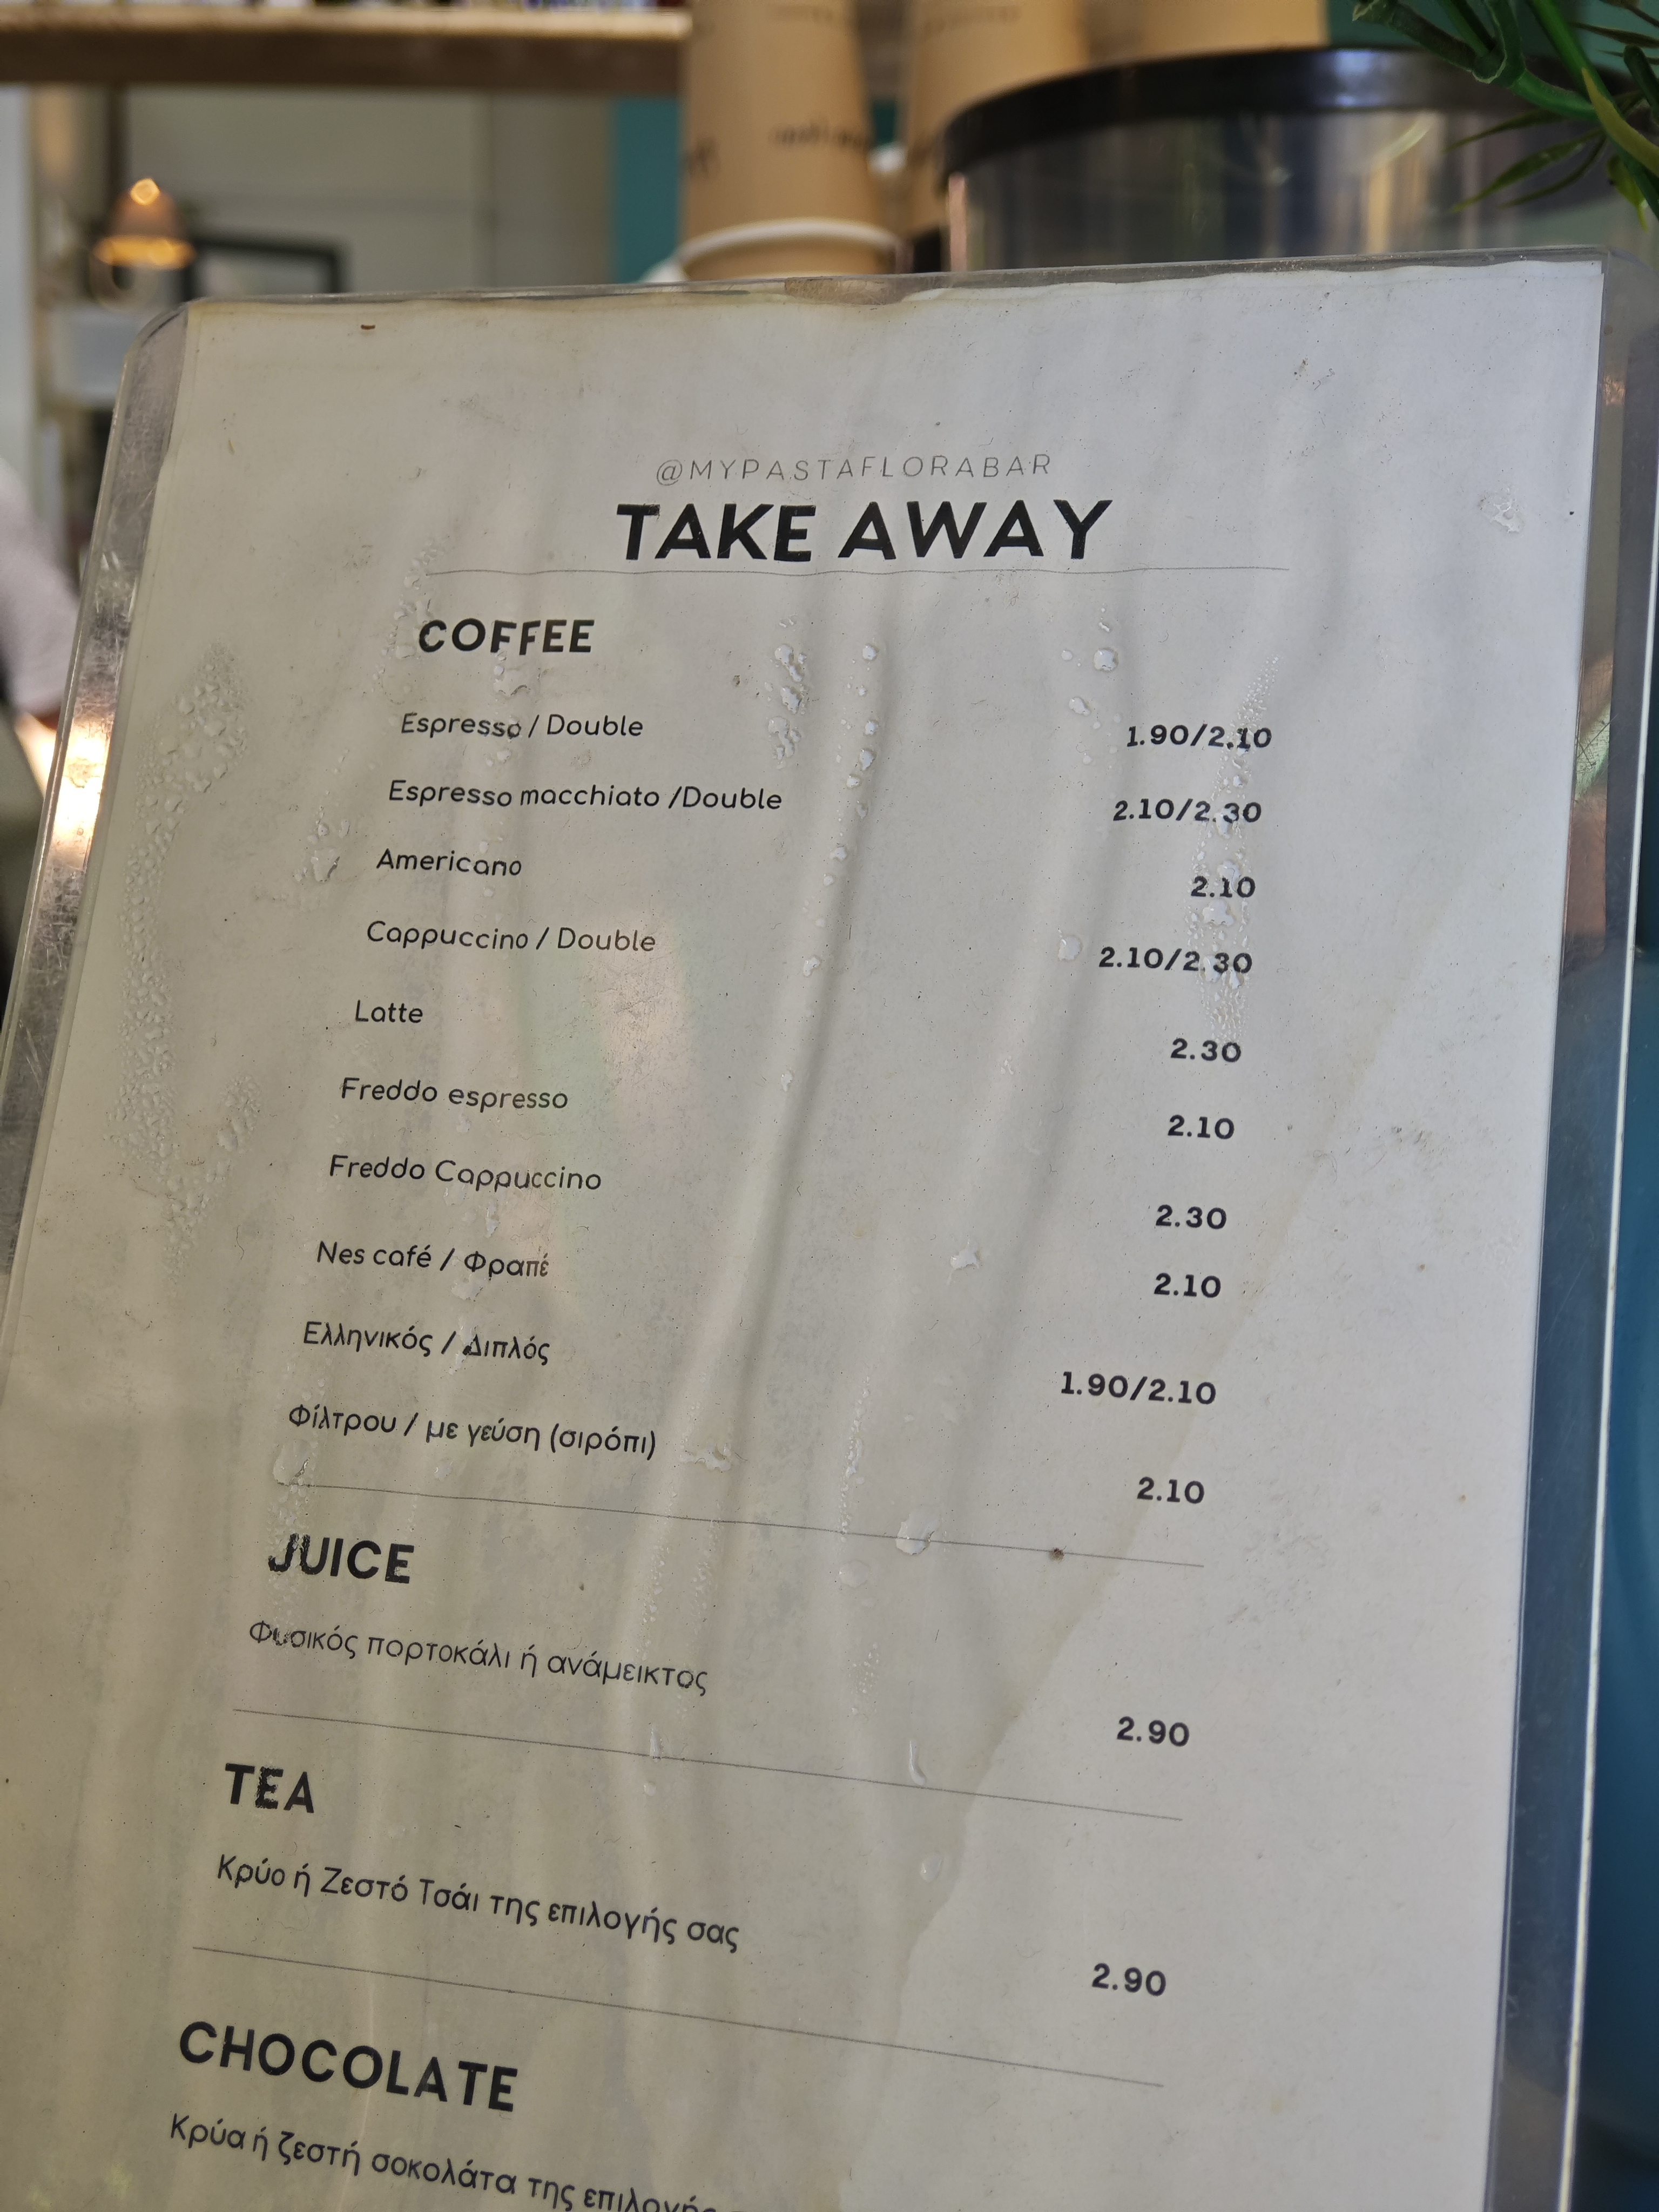 @MYPASTAFLORABAR
TAKE AWAY
COFFEE
Espresso / Double 1.90/2.10
Espresso macchiato /Double 2.10/2.30
Americano 2.10
Cappuccino / Double 2.10/2.30
Latte 2.30
Freddo espresso 2.10
Freddo Cappuccino 2.30
Nes café / Φραπέ 2.10
Ελληνικός / Διπλός 1.90/2.10
Φίλτρου / με γεύση (σιρόπι) 2.10
JUICE
Φυσικός πορτοκάλι ή ανάμεικτος 2.90
TEA
Κρύο ή Ζεστό Τσάι της επιλογής σας 2.90
CHOCOLATE
Κρύα ή ζεστή σοκολάτα της επιλογής